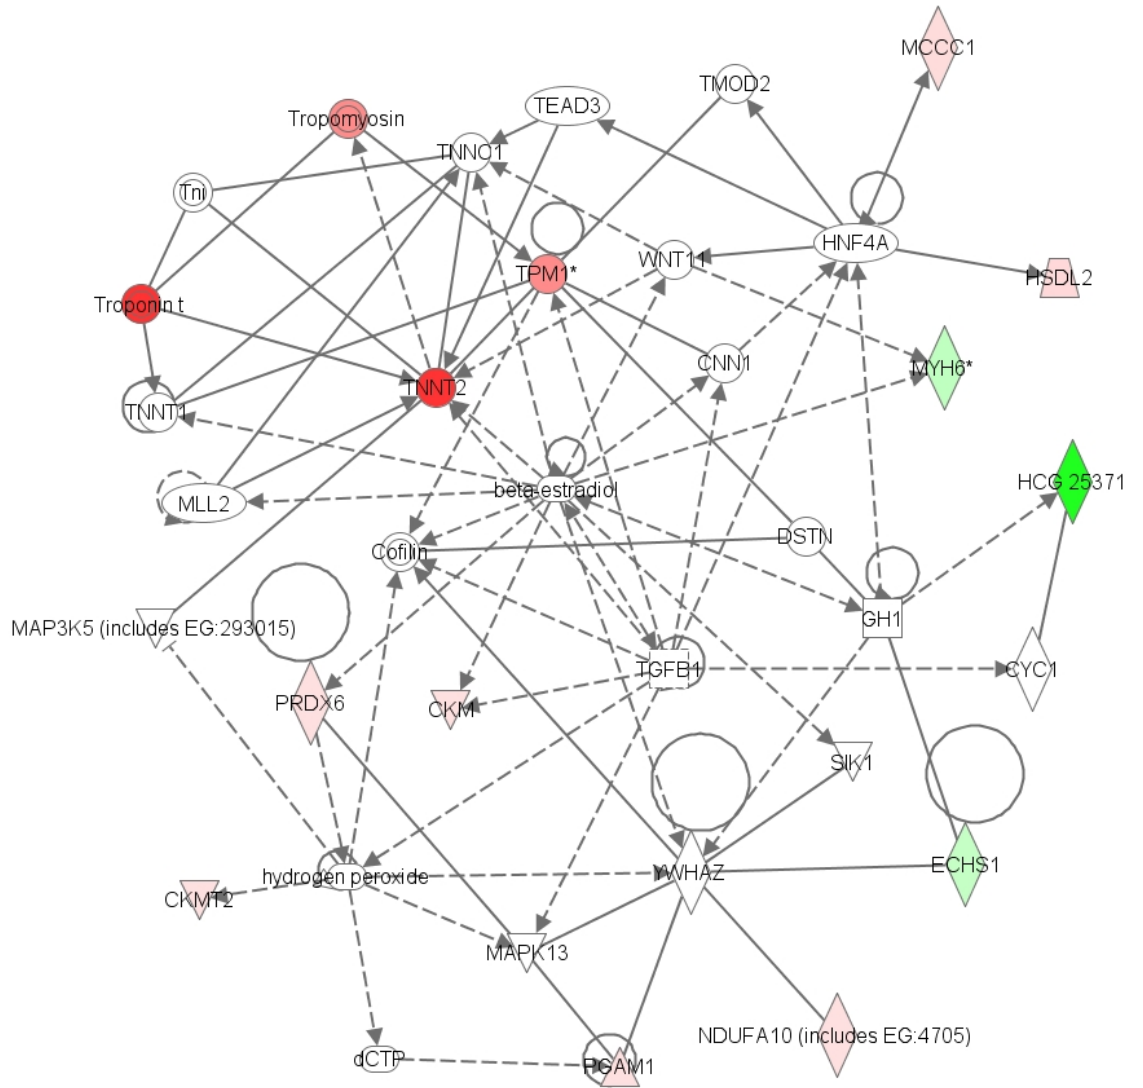 MCCC1
TMOD2
TEAD3
Tropomyosin
TNNC1
Tni
HNF4A
WNT11
TPM1*
HSDL2
Troponin t
CNN1
MYH6*
TNNT2
TNNT1
HCG 25371
beta-estradiol
MLL2
DSTN
Cofilin
GH1
MAP3K5 (includes EG:293015)
TGFB1
CYC1
PRDX6
CKM
SIK1
ECHS1
hydrogen peroxide
YWHAZ
CKMT2
MAPK13
NDUFA10 (includes EG:4705)
dCTP
PGAM1